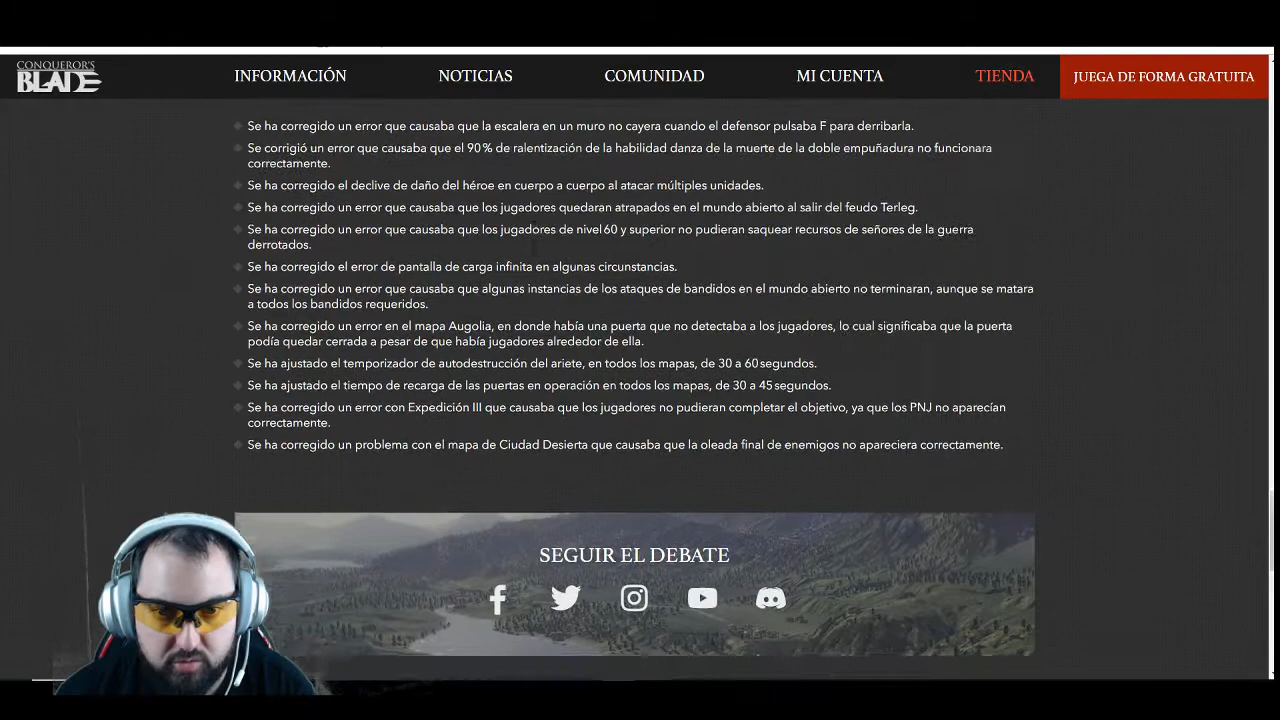 CONQUEROR'S
BLADE
INFORMACIÓN
NOTICIAS
COMUNIDAD
MI CUENTA
TIENDA
JUEGA DE FORMA GRATUITA
Se ha corregido un error que causaba que la escalera en un muro no cayera cuando el defensor pulsaba F para derribarla.
Se corrigió un error que causaba que el 90 % de ralentización de la habilidad danza de la muerte de la doble empuñadura no funcionara
correctamente.
Se ha corregido el declive de daño del héroe en cuerpo a cuerpo al atacar múltiples unidades.
Se ha corregido un error que causaba que los jugadores quedaran atrapados en el mundo abierto al salir del feudo Terleg.
Se ha corregido un error que causaba que los jugadores de nivel 60 y superior no pudieran saquear recursos de señores de la guerra
derrotados.
Se ha corregido el error de pantalla de carga infinita en algunas circunstancias.
Se ha corregido un error que causaba que algunas instancias de los ataques de bandidos en el mundo abierto no terminaran, aunque se matara
a todos los bandidos requeridos.
Se ha corregido un error en el mapa Augolia, en donde había una puerta que no detectaba a los jugadores, lo cual significaba que la puerta
podía quedar cerrada a pesar de que había jugadores alrededor de ella.
Se ha ajustado el temporizador de autodestrucción del ariete, en todos los mapas, de 30 a 60 segundos.
Se ha ajustado el tiempo de recarga de las puertas en operación en todos los mapas, de 30 a 45 segundos.
Se ha corregido un error con Expedición III que causaba que los jugadores no pudieran completar el objetivo, ya que los PNJ no aparecían
correctamente.
Se ha corregido un problema con el mapa de Ciudad Desierta que causaba que la oleada final de enemigos no apareciera correctamente.
SEGUIR EL DEBATE